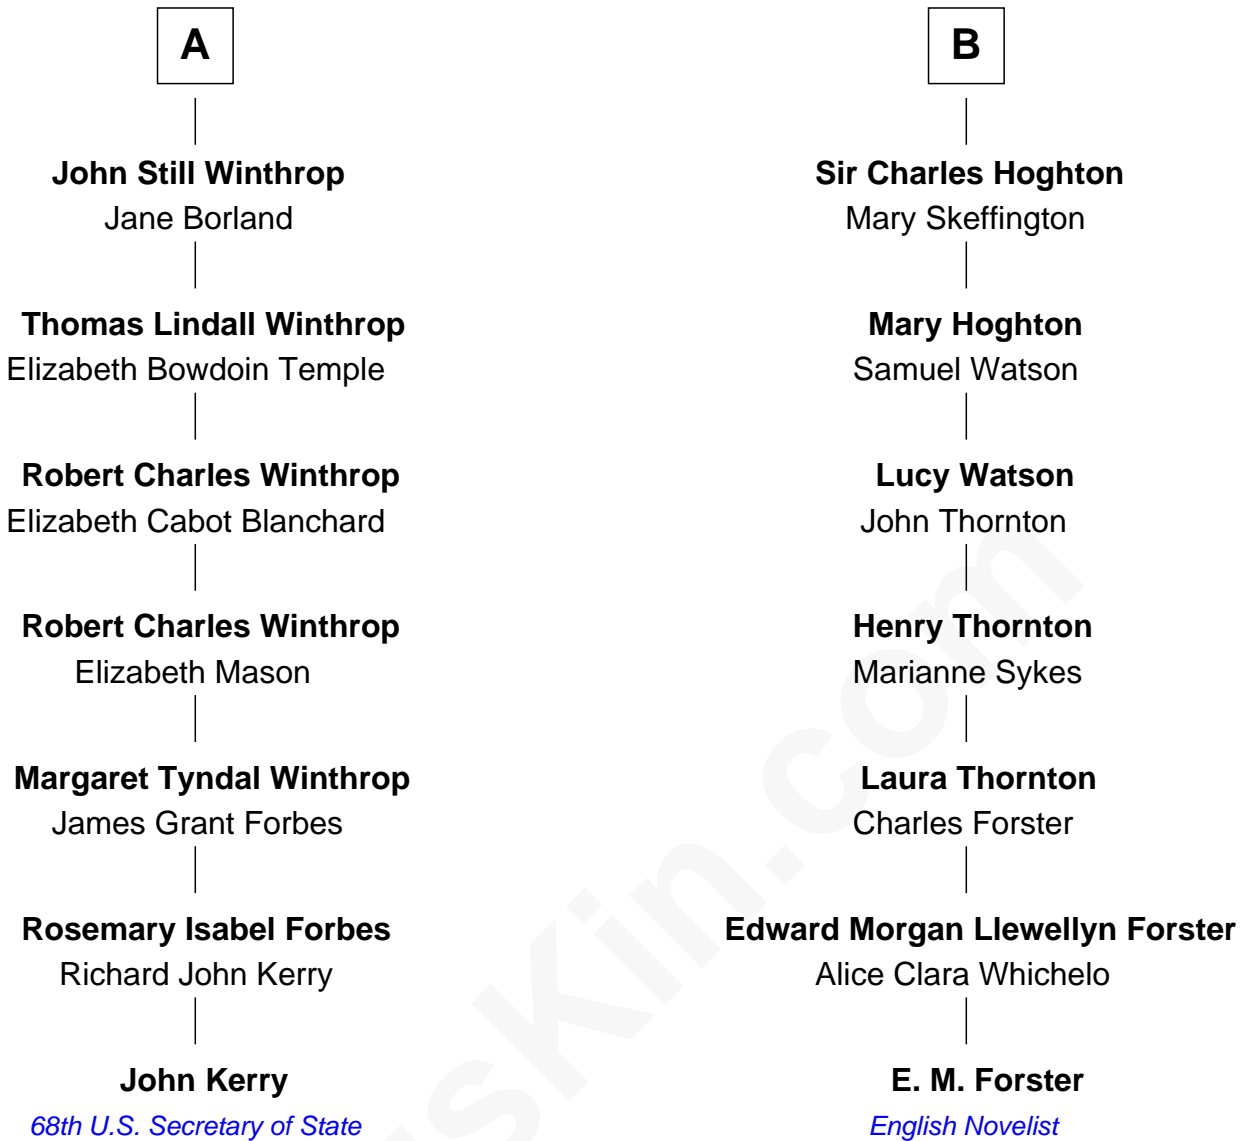 A
John Still Winthrop
Jane Borland
Thomas Lindall Winthrop
Elizabeth Bowdoin Temple
Robert Charles Winthrop
Elizabeth Cabot Blanchard
Robert Charles Winthrop
Elizabeth Mason
Margaret Tyndal Winthrop
James Grant Forbes
Rosemary Isabel Forbes
Richard John Kerry
John Kerry
68th U.S. Secretary of State
B
Sir Charles Hoghton
Mary Skeffington
Mary Hoghton
Samuel Watson
Lucy Watson
John Thornton
Henry Thornton
Marianne Sykes
Laura Thornton
Charles Forster
Edward Morgan Llewellyn Forster
Alice Clara Whichelo
E. M. Forster
English Novelist